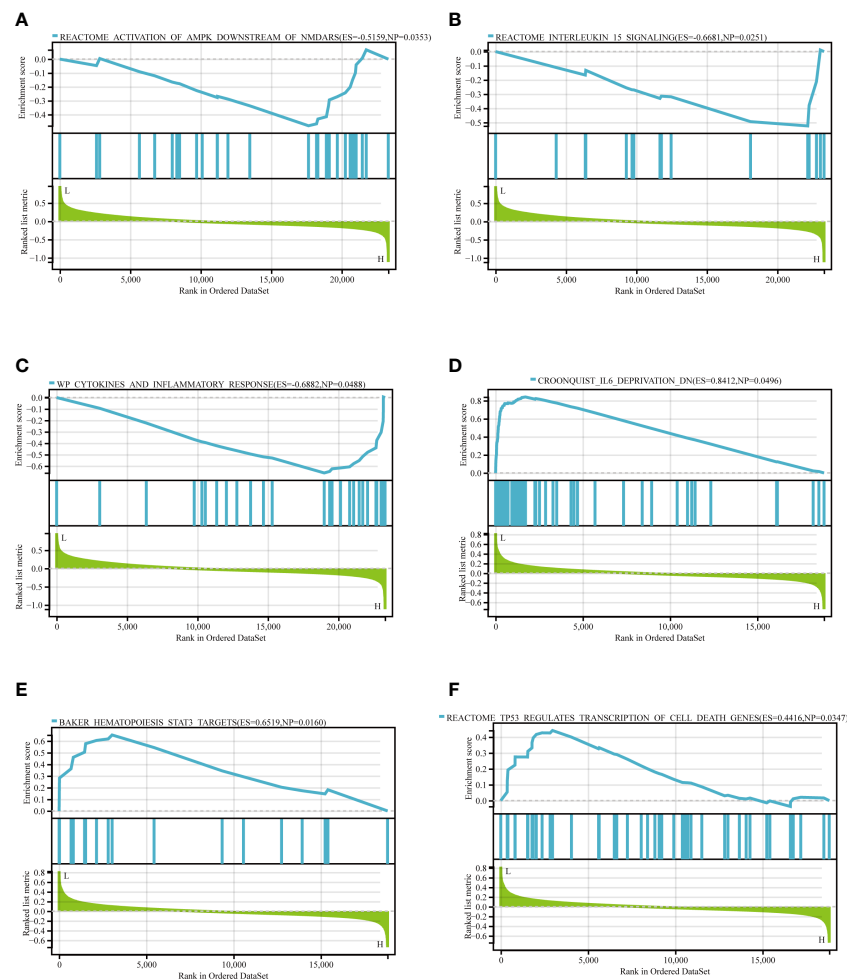 A
REACTOME_ACTIVATION_OF_AMPK_DOWNSTREAM_OF_NMDARS(ES=-0.5159,NP=0.0353)
0.0
−0.1
−0.2
−0.3
−0.4
Enrichment score
L
0.0
−0.5
−1.0
Ranked list metric
H
0
5,000
10,000
15,000
20,000
Rank in Ordered DataSet
B
REACTOME_INTERLEUKIN_15_SIGNALING(ES=-0.6681,NP=0.0251)
0.0
−0.1
−0.2
−0.3
−0.4
−0.5
Enrichment score
L
0.5
0.0
−0.5
−1.0
Ranked list metric
H
0
5,000
10,000
15,000
20,000
Rank in Ordered DataSet
C
WP_CYTOKINES_AND_INFLAMMATORY_RESPONSE(ES=-0.6882,NP=0.0488)
0.0
−0.1
−0.2
−0.3
−0.4
−0.5
−0.6
Enrichment score
L
0.5
0.0
−0.5
−1.0
Ranked list metric
H
0
5,000
10,000
15,000
20,000
Rank in Ordered DataSet
D
CROONQUIST_IL6_DEPRIVATION_DN(ES=0.8412,NP=0.0496)
0.8
0.6
0.4
0.2
0.0
Enrichment score
L
0.8
0.6
0.4
0.2
0.0
−0.2
−0.4
−0.6
Ranked list metric
H
0
5,000
10,000
15,000
Rank in Ordered DataSet
E
BAKER_HEMATOPOIESIS_STAT3_TARGETS(ES=0.6519,NP=0.0160)
0.6
0.5
0.4
0.3
0.2
0.1
0.0
Enrichment score
L
0.8
0.6
0.4
0.2
0.0
−0.2
−0.4
−0.6
Ranked list metric
H
0
5,000
10,000
15,000
Rank in Ordered DataSet
F
REACTOME_TP53_REGULATES_TRANSCRIPTION_OF_CELL_DEATH_GENES(ES=0.4416,NP=0.0347)
0.4
0.3
0.2
0.1
0.0
Enrichment score
L
0.8
0.6
0.4
0.2
0.0
−0.2
−0.4
−0.6
Ranked list metric
H
0
5,000
10,000
15,000
Rank in Ordered DataSet